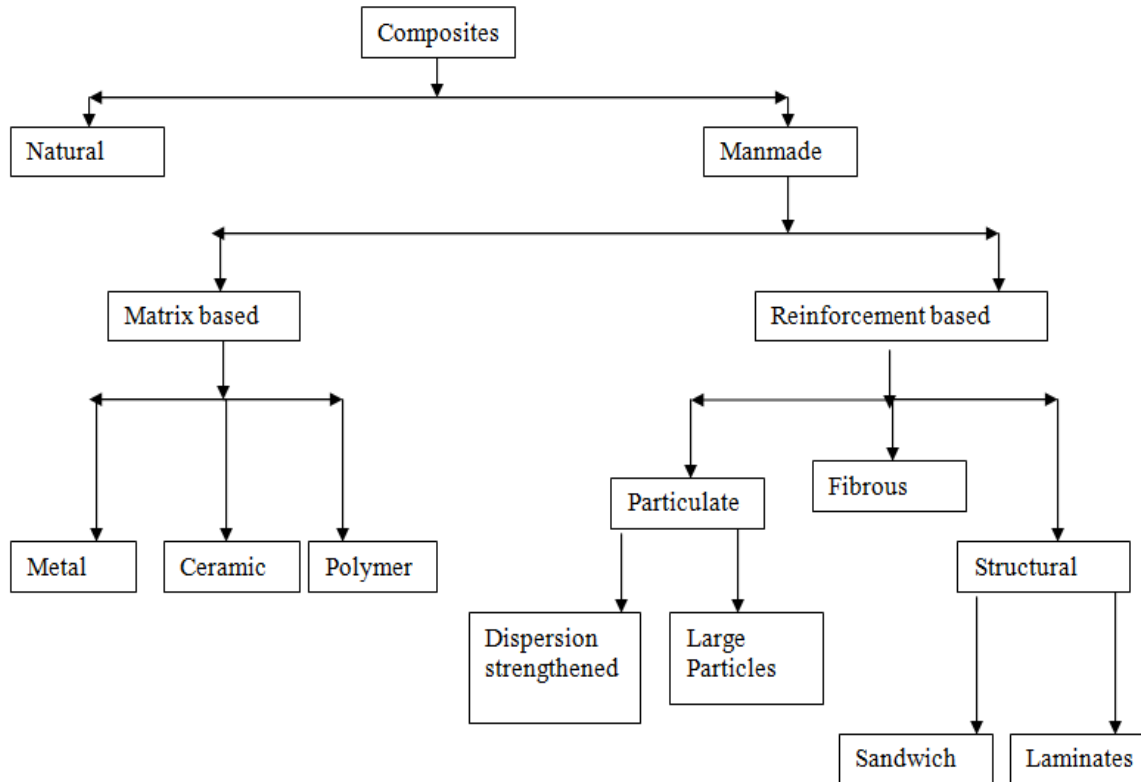 Composites
Natural
Manmade
Matrix based
Reinforcement based
Particulate
Fibrous
Metal
Ceramic
Polymer
Structural
Dispersion
strengthened
Large
Particles
Sandwich
Laminates